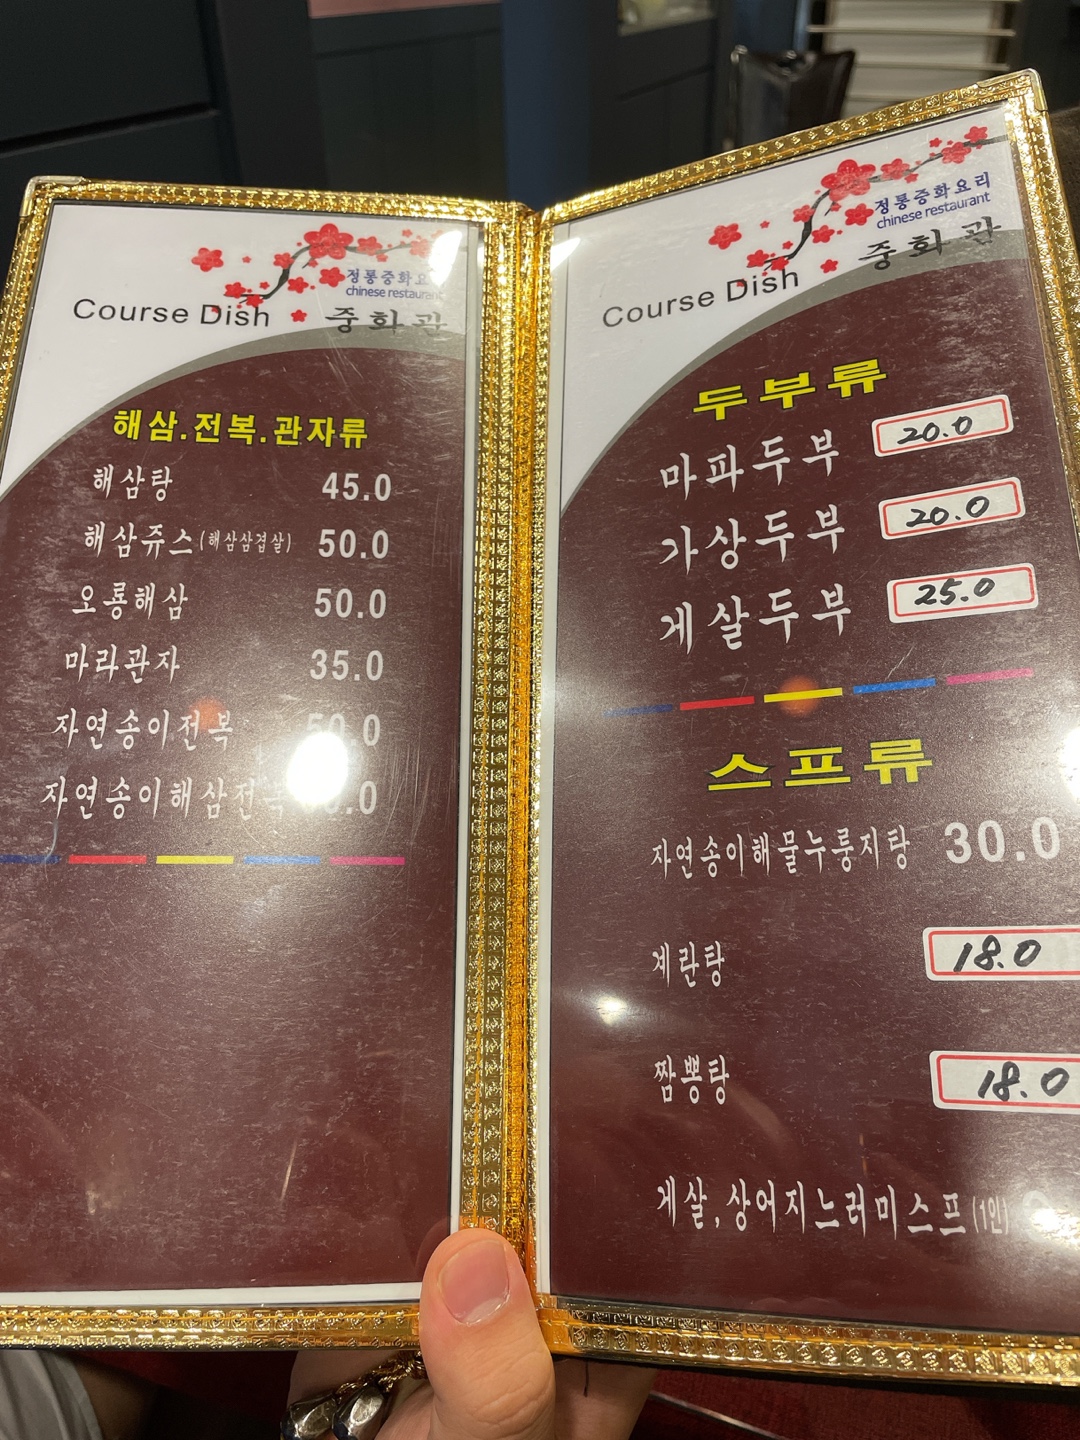 Course Dish
정통중화요리
chinese restaurant
중화관
해삼.전복.관자류
해삼탕 45.0
해삼쥬스(해삼삼겹살) 50.0
오룡해삼 50.0
마라관자 35.0
자연송이전복 50.0
자연송이해삼전복
Course Dish
정통중화요리
chinese restaurant
중화관
두부류
마파두부 20.0
가상두부 20.0
게살두부 25.0
스프류
자연송이해물누룽지탕 30.0
계란탕 18.0
짬뽕탕 18.0
게살,상어지느러미스프(1인)